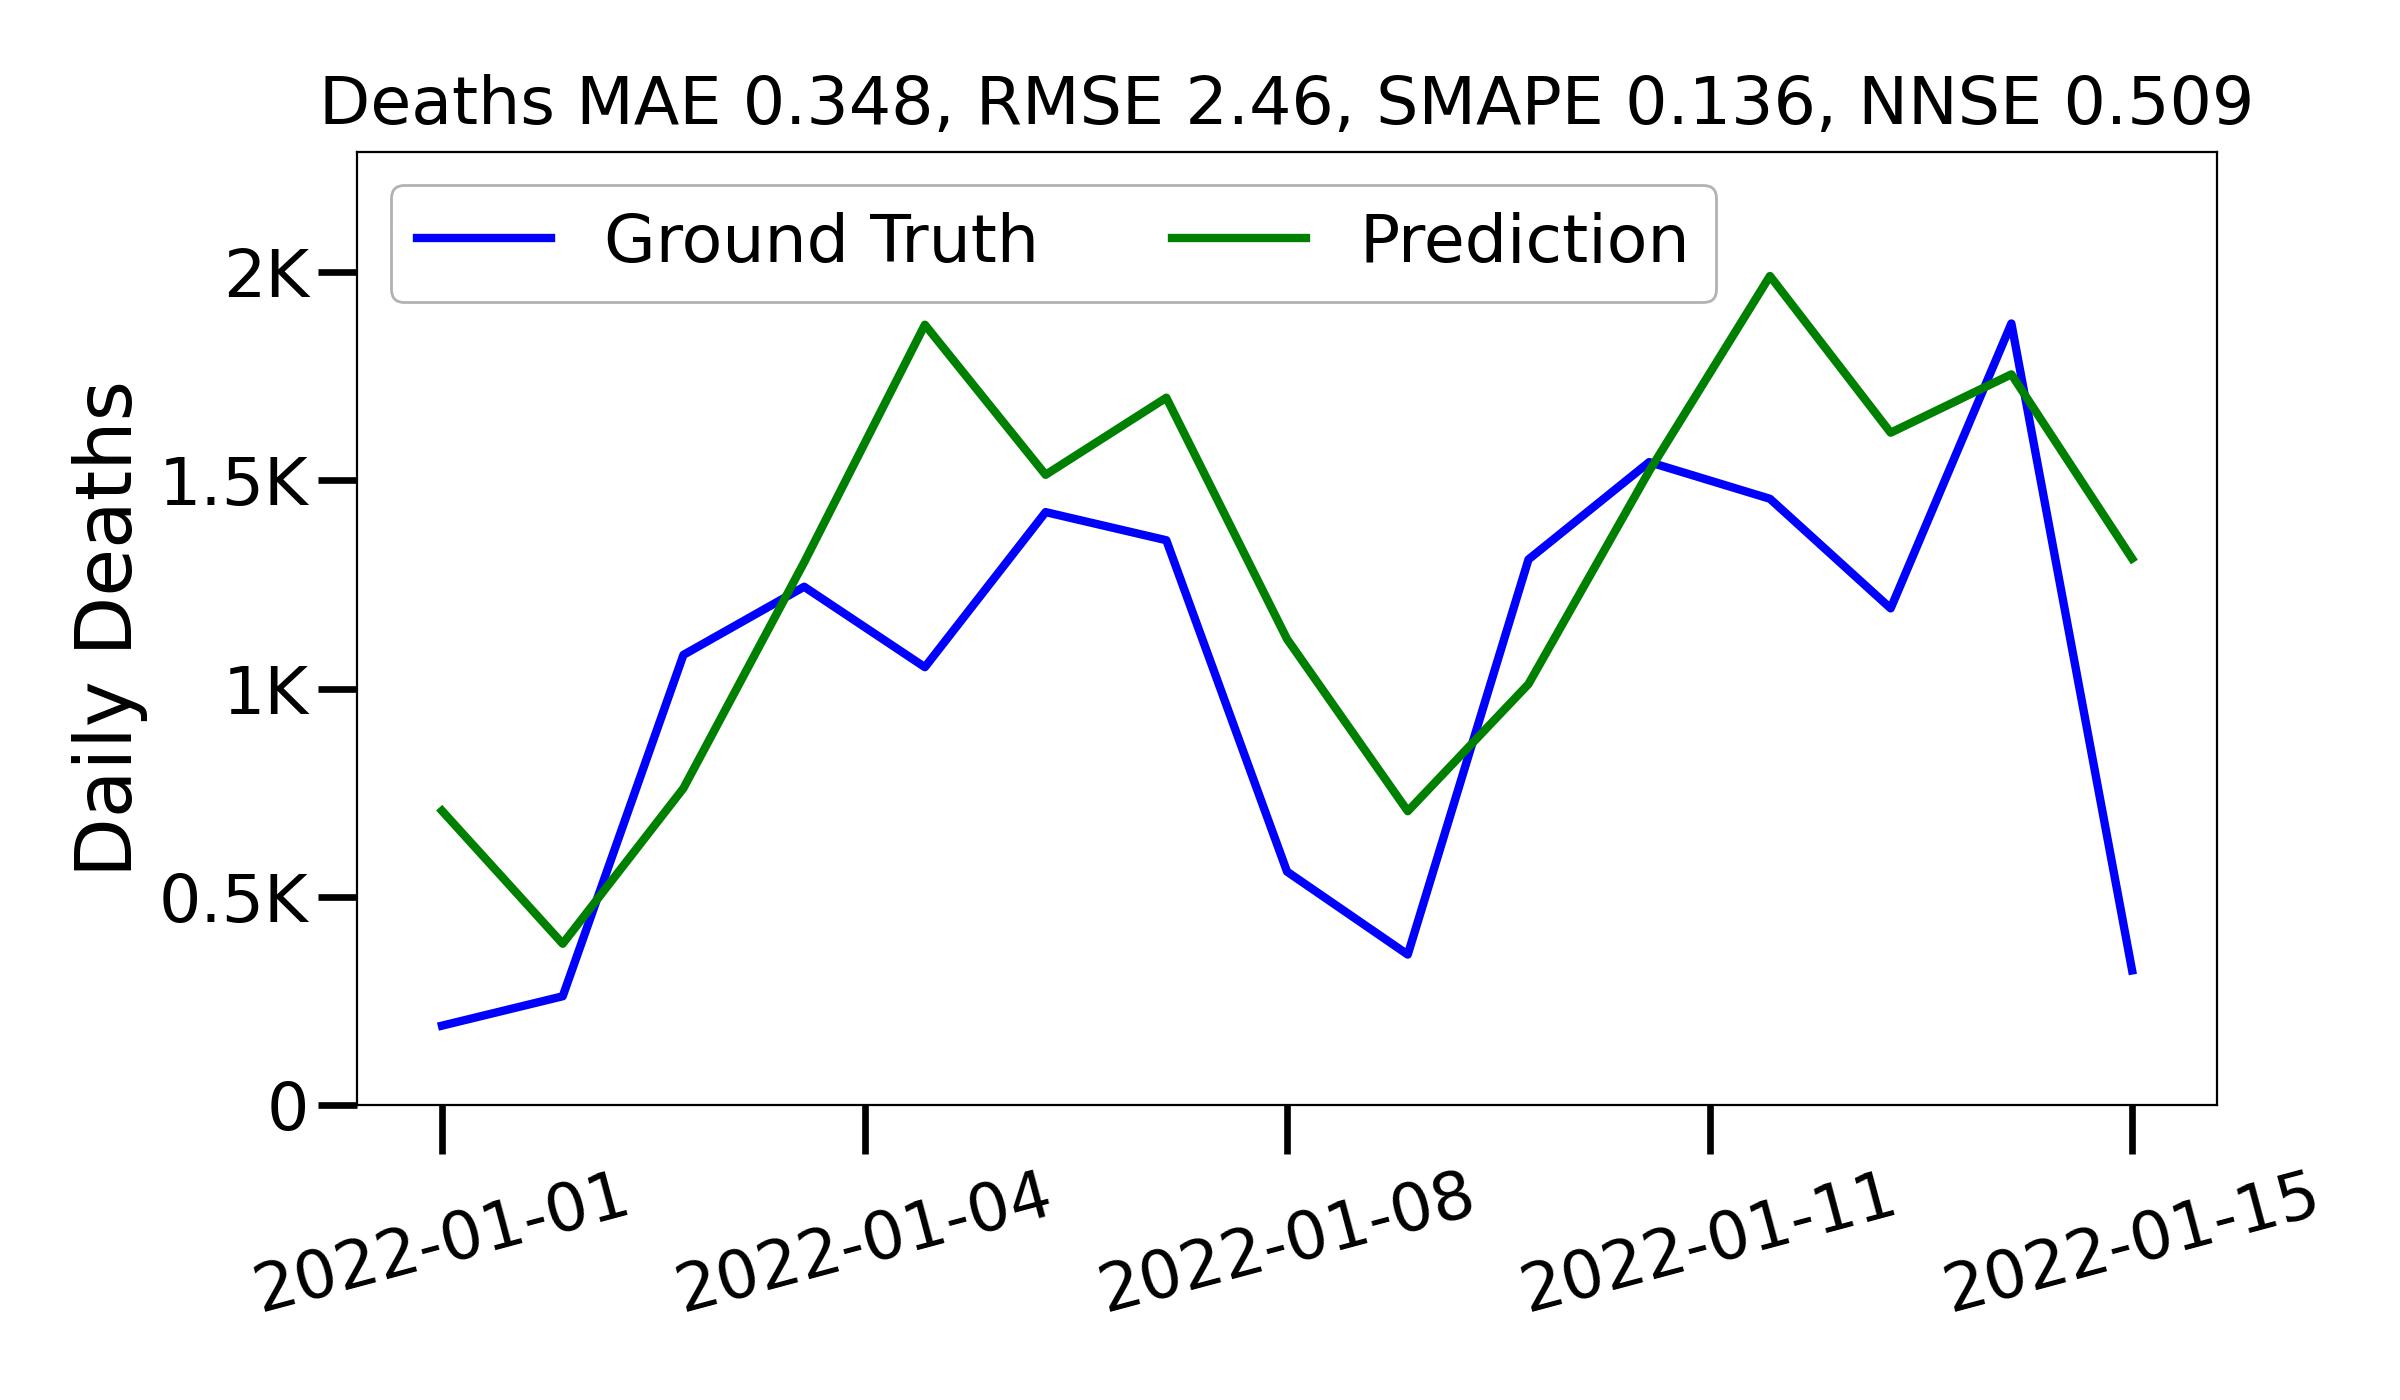 Deaths MAE 0.348, RMSE 2.46, SMAPE 0.136, NNSE 0.509
Ground Truth Prediction
Daily Deaths
2K
1.5K
1K
0.5K
0
2022-01-01
2022-01-04
2022-01-08
2022-01-11
2022-01-15